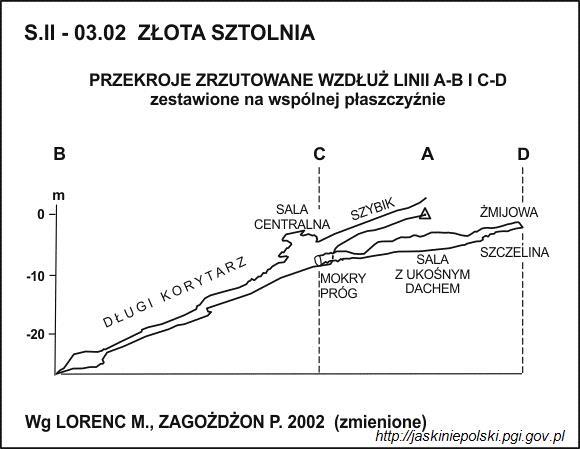 S.II - 03.02 ZŁOTA SZTOLNIA
PRZEKROJE ZRZUTOWANE WZDŁUŻ LINII A-B I C-D
zestawione na wspólnej płaszczyźnie
B C A D
m
0
-10
-20
SALA
CENTRALNA
SZYBIK
ŻMIJOWA
SZCZELINA
DŁUGI KORYTARZ
MOKRY
PRÓG
SALA
Z UKOŚNYM
DACHEM
Wg LORENC M., ZAGOŻDŻON P. 2002 (zmienione)
http://jaskiniepolski.pgi.gov.pl